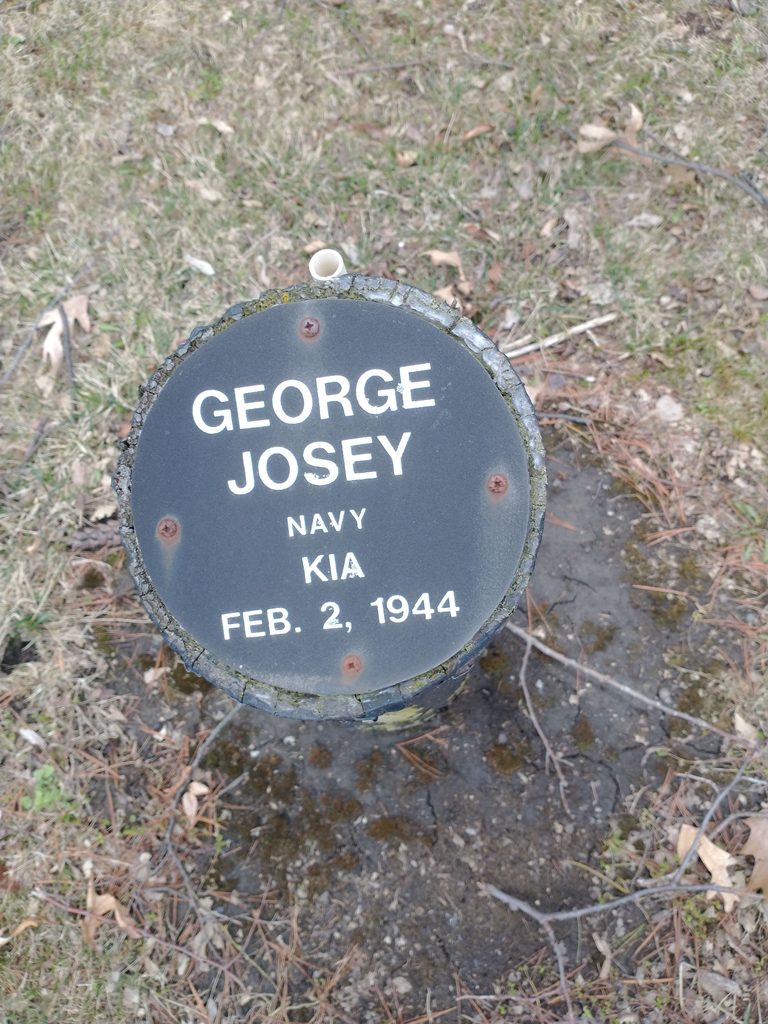 GEORGE
JOSEY
NAVY
KIA
FEB. 2, 1944